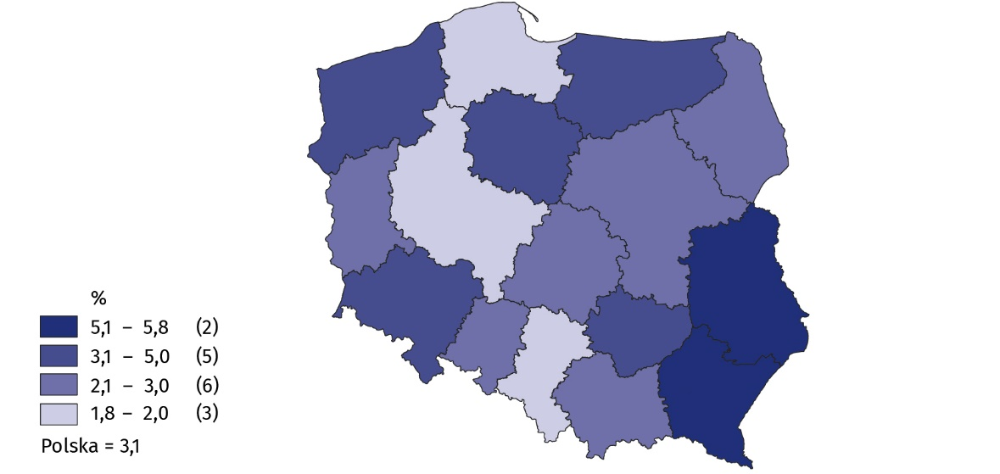 %
5,1 – 5,8 (2)
3,1 – 5,0 (5)
2,1 – 3,0 (6)
1,8 – 2,0 (3)
Polska = 3,1